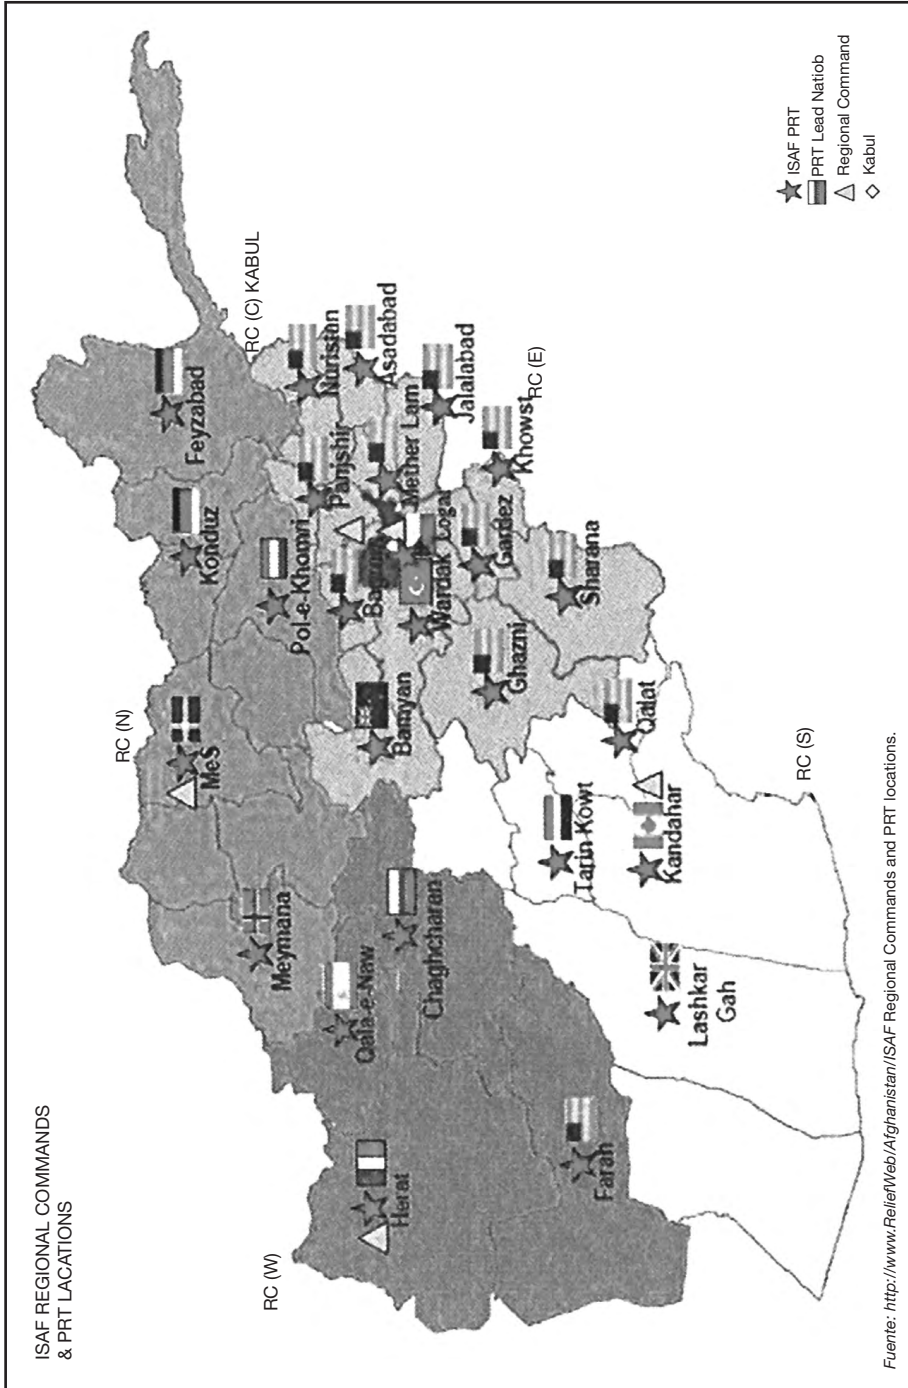 ISAF REGIONAL COMMANDS
& PRT LACATIONS
RC (N)
RC (C) KABUL
RC (W)
RC (E)
RC (S)
Feyzabad
Konduz
MeS
Pol-e-Khomri
Meymana
Qala-e-Naw
Chaghcharan
Herat
Farah
Nuristan
Asadabad
Panjshir
Mether Lam
Jalalabad
Khowst
Logar
Gardez
Wardak
Bamyan
Ghazni
Sharana
Qalat
Tarin Kowt
Kandahar
Lashkar
Gah
ISAF PRT
PRT Lead Natiob
Regional Command
Kabul
Fuente: http://www.ReliefWeb/Afghanistan/ISAF Regional Commands and PRT locations.